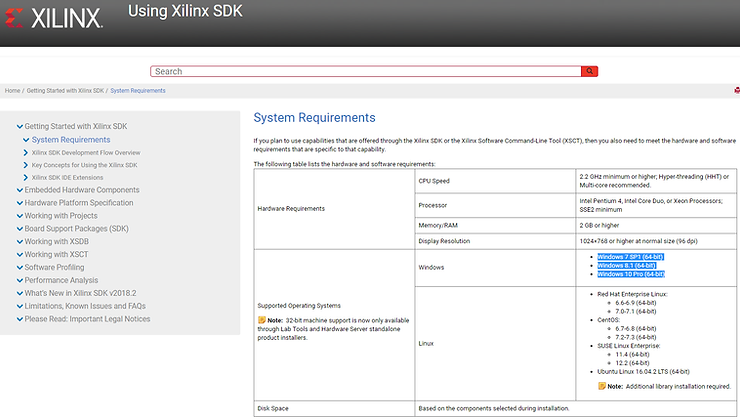 XILINX
Using Xilinx SDK
Search
Home / Getting Started with Xilinx SDK / System Requirements
Getting Started with Xilinx SDK
System Requirements
Xilinx SDK Development Flow Overview
Key Concepts for Using the Xilinx SDK
Xilinx SDK IDE Extensions
Embedded Hardware Components
Hardware Platform Specification
Working with Projects
Board Support Packages (SDK)
Working with XSDB
Working with XSCT
Software Profiling
Performance Analysis
What's New in Xilinx SDK v2018.2
Limitations, Known Issues and FAQs
Please Read: Important Legal Notices
System Requirements
If you plan to use capabilities that are offered through the Xilinx SDK or the Xilinx Software Command-Line Tool (XSCT), then you also need to meet the hardware and software
requirements that are specific to that capability.
The following table lists the hardware and software requirements:
Hardware Requirements
CPU Speed
2.2 GHz minimum or higher; Hyper-threading (HHT) or
Multi-core recommended.
Processor
Intel Pentium 4, Intel Core Duo, or Xeon Processors;
SSE2 minimum
Memory/RAM
2 GB or higher
Display Resolution
1024×768 or higher at normal size (96 dpi)
Supported Operating Systems
Note: 32-bit machine support is now only available
through Lab Tools and Hardware Server standalone
product installers.
Windows
Windows 7 SP1 (64-bit)
Windows 8.1 (64-bit)
Windows 10 Pro (64-bit)
Linux
Red Hat Enterprise Linux:
6.6-6.9 (64-bit)
7.0-7.1 (64-bit)
CentOS:
6.7-6.8 (64-bit)
7.2-7.3 (64-bit)
SUSE Linux Enterprise:
11.4 (64-bit)
12.2 (64-bit)
Ubuntu Linux 16.04.2 LTS (64-bit)
Note: Additional library installation required.
Disk Space
Based on the components selected during installation.